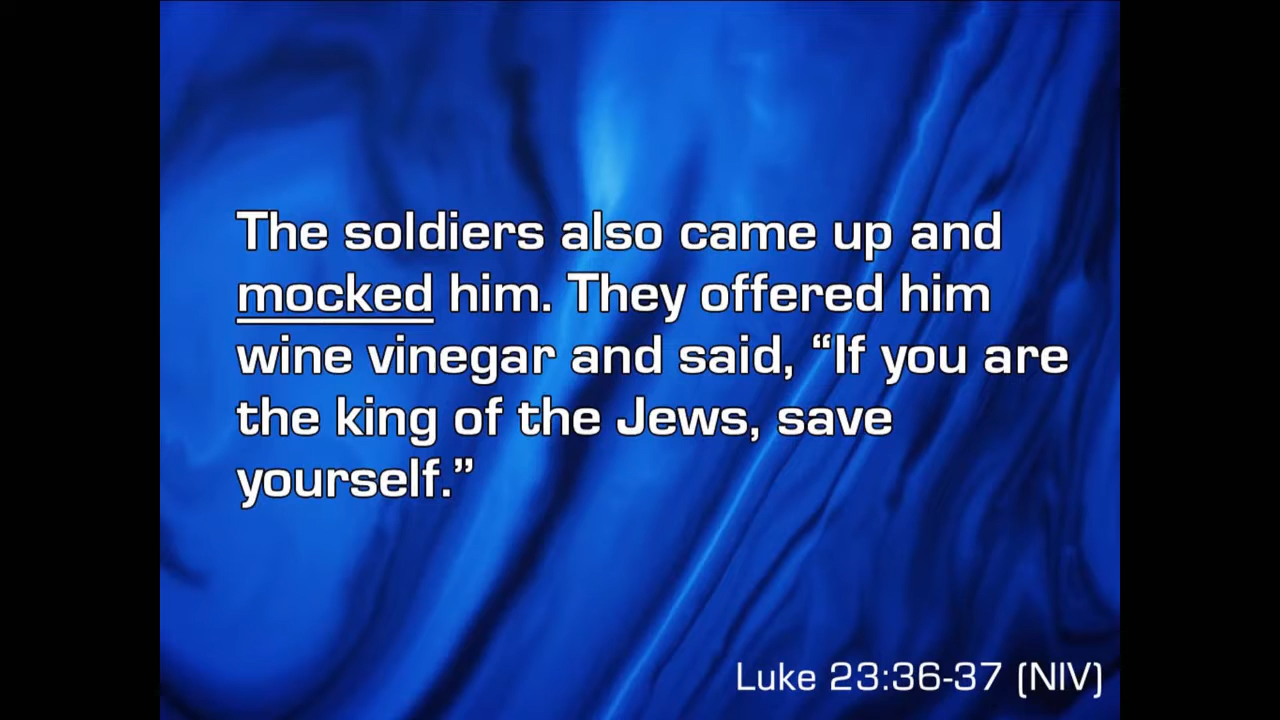 The soldiers also came up and
mocked him. They offered him
wine vinegar and said, “If you are
the king of the Jews, save
yourself.”
Luke 23:36-37 (NIV)